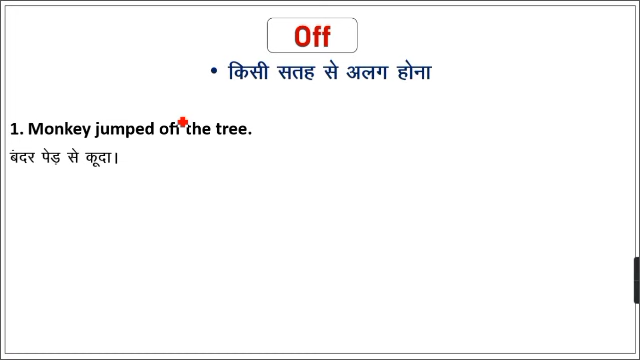 Off
• किसी सतह से अलग होना
1. Monkey jumped off the tree.
बंदर पेड़ से कूदा।